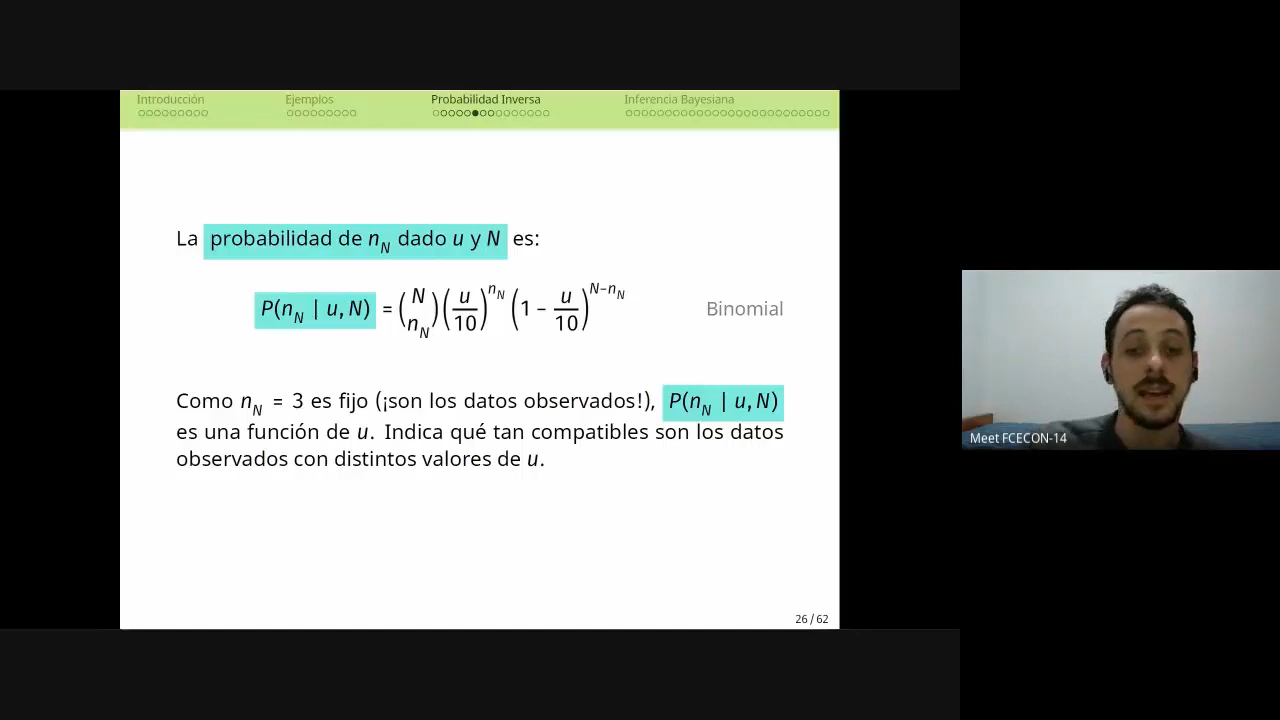 Introducción Ejemplos Probabilidad Inversa Inferencia Bayesiana
La probabilidad de n_N dado u y N es:
P(n_N | u, N) = (N n_N) (u/10)^{n_N} (1 − u/10)^{N−n_N} Binomial
Como n_N = 3 es fijo (¡son los datos observados!), P(n_N | u, N)
es una función de u. Indica qué tan compatibles son los datos
observados con distintos valores de u.
26 / 62
Meet FCECON-14